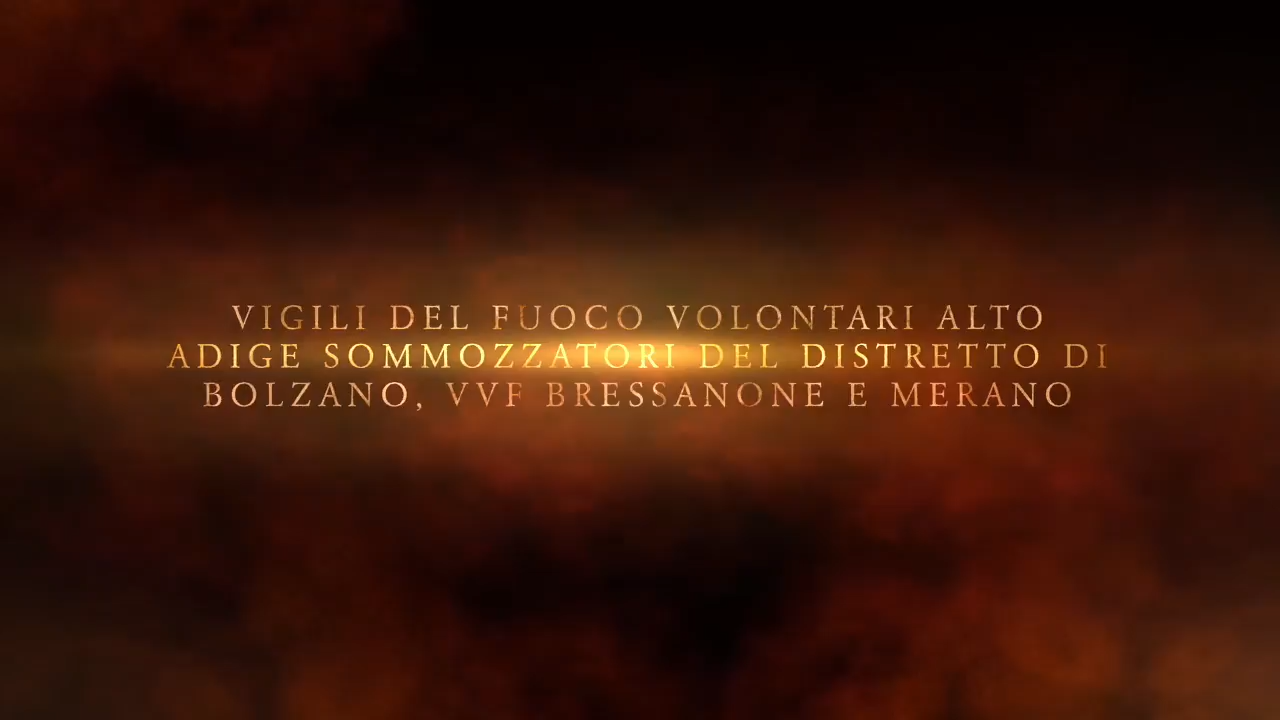 VIGILI DEL FUOCO VOLONTARI ALTO
ADIGE SOMMOZZATORI DEL DISTRETTO DI
BOLZANO, VVF BRESSANONE E MERANO